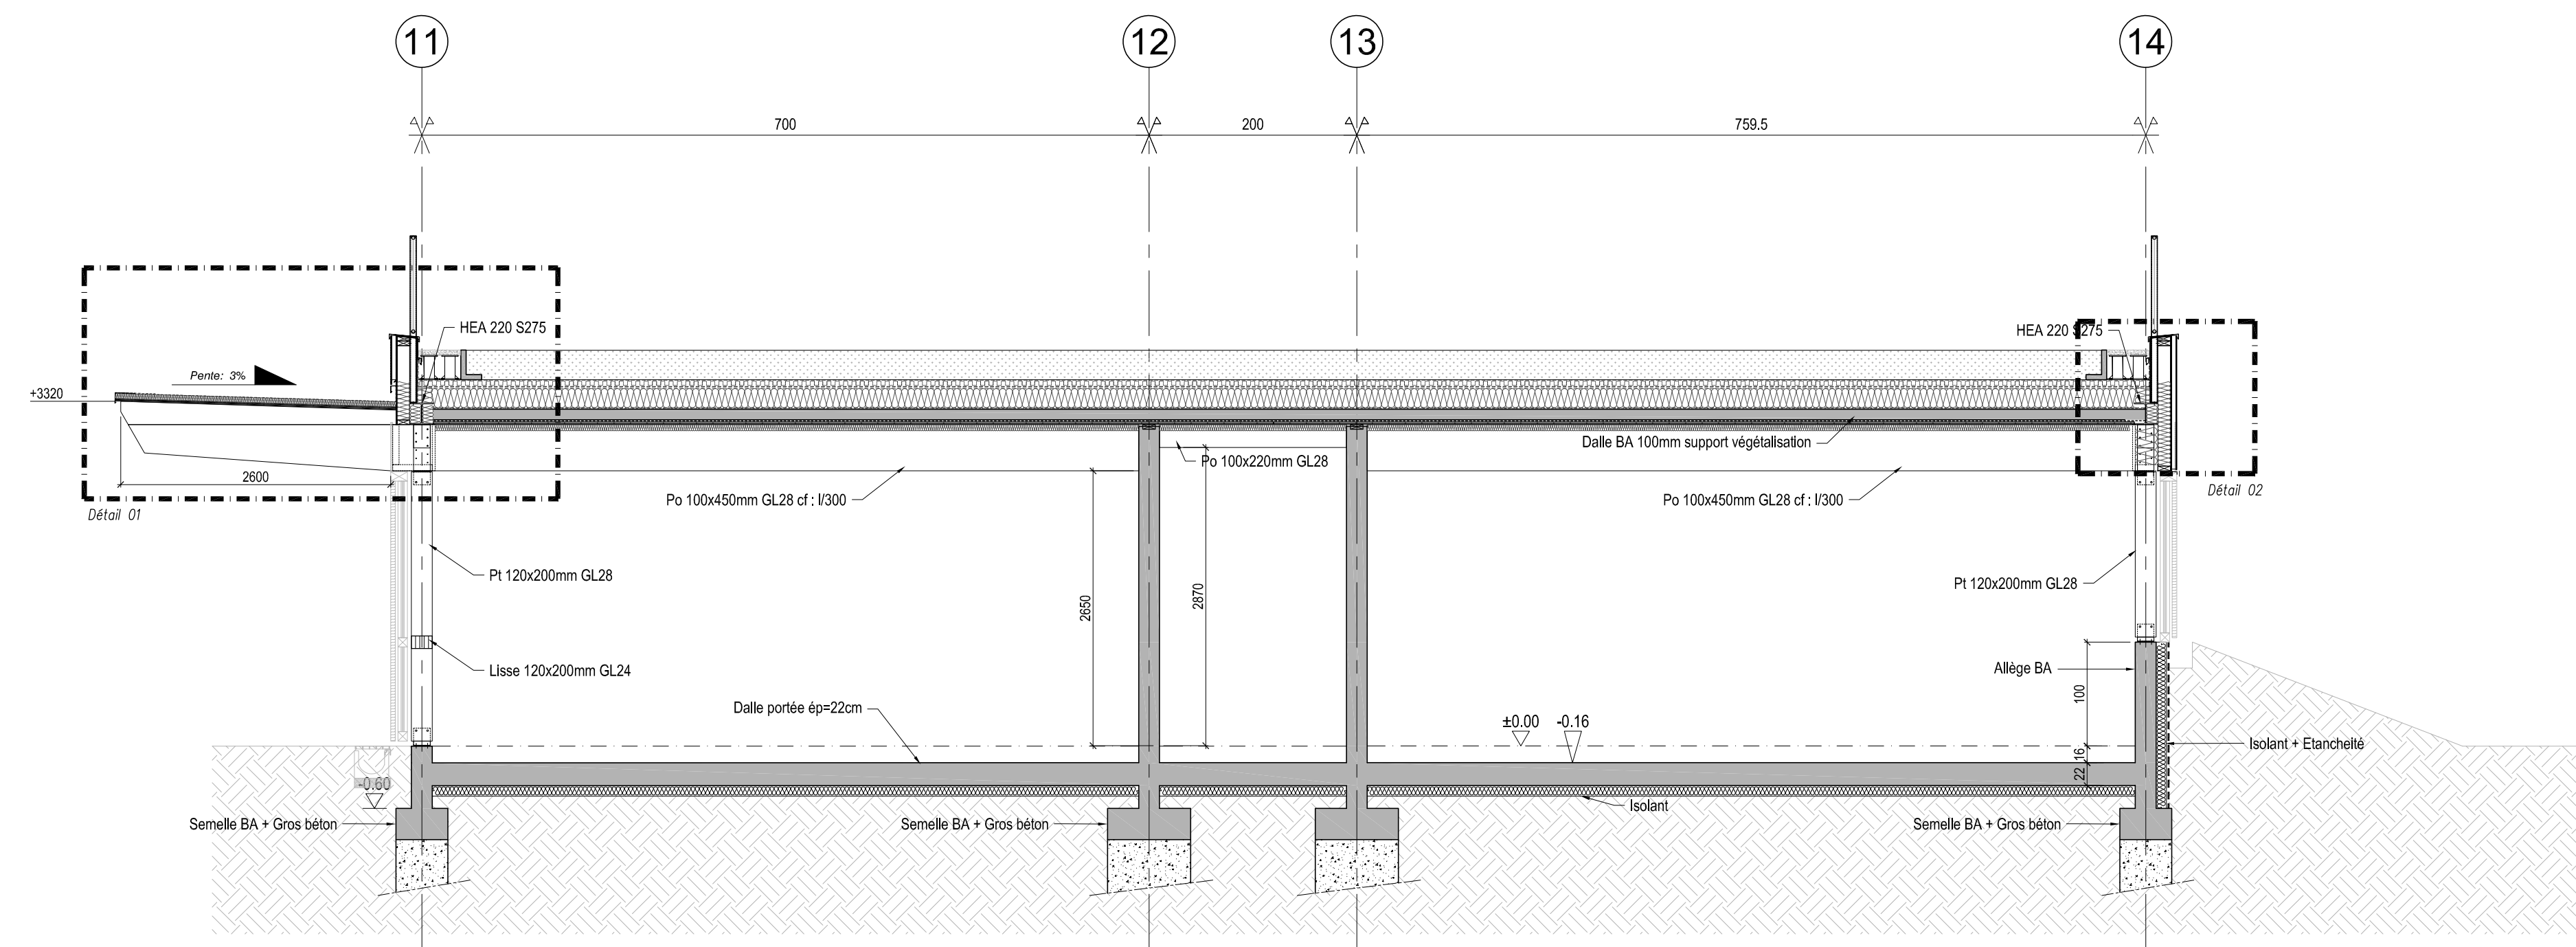 11
12
13
14
700
200
759.5
HEA 220 S275
HEA 220 S275
Pente: 3%
+3320
Dalle BA 100mm support végétalisation
Po 100x220mm GL28
2600
Po 100x450mm GL28 cf : l/300
Po 100x450mm GL28 cf : l/300
Détail 01
Détail 02
Pt 120x200mm GL28
Pt 120x200mm GL28
2650
2870
Lisse 120x200mm GL24
Allège BA
100
Dalle portée ép=22cm
±0.00
-0.16
Isolant + Etancheité
16
22
-0.60
Isolant
Semelle BA + Gros béton
Semelle BA + Gros béton
Semelle BA + Gros béton